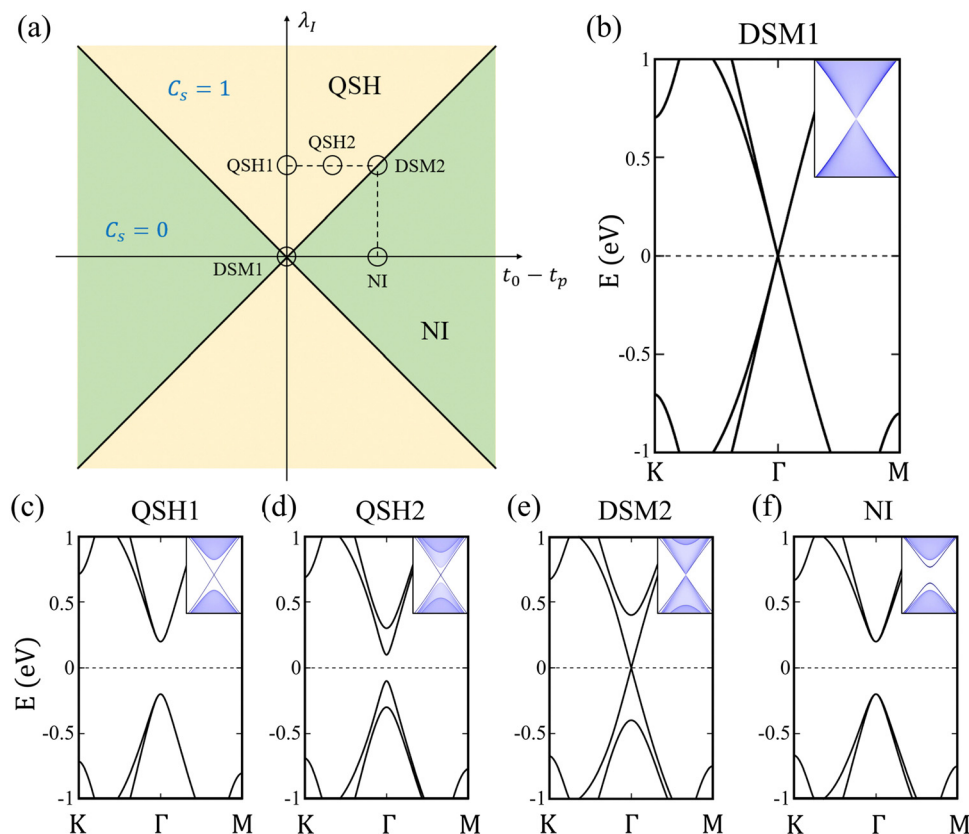 (a)
λ_I
C_s = 1
QSH
QSH1
QSH2
DSM2
C_s = 0
DSM1
NI
t_0 − t_p
NI
(b)
DSM1
E (eV)
1
0.5
0
-0.5
-1
K
Γ
M
(c)
QSH1
E (eV)
1
0.5
0
-0.5
-1
K
Γ
M
(d)
QSH2
1
0.5
0
-0.5
-1
K
Γ
M
(e)
DSM2
1
0.5
0
-0.5
-1
K
Γ
M
(f)
NI
1
0.5
0
-0.5
-1
K
Γ
M